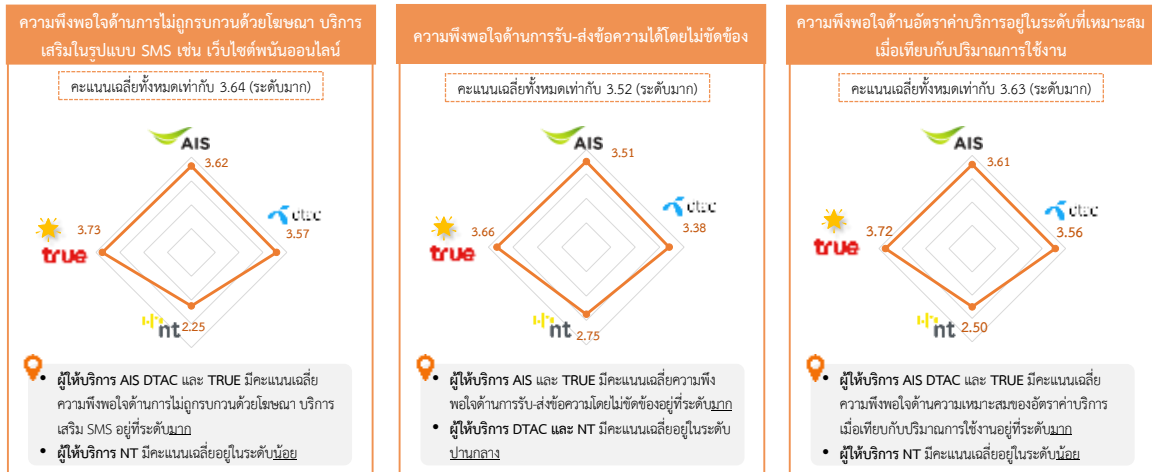 ความพึงพอใจด้านการไม่ถูกรบกวนด้วยโฆษณา บริการ
เสริมในรูปแบบ SMS เช่น เว็บไซต์พนันออนไลน์
คะแนนเฉลี่ยทั้งหมดเท่ากับ 3.64 (ระดับมาก)
AIS
3.62
dtac
3.57
3.73
true
nt
2.25
• ผู้ให้บริการ AIS DTAC และ TRUE มีคะแนนเฉลี่ย
ความพึงพอใจด้านการไม่ถูกรบกวนด้วยโฆษณา บริการ
เสริม SMS อยู่ที่ระดับมาก
• ผู้ให้บริการ NT มีคะแนนเฉลี่ยอยู่ในระดับน้อย
ความพึงพอใจด้านการรับ-ส่งข้อความได้โดยไม่ขัดข้อง
คะแนนเฉลี่ยทั้งหมดเท่ากับ 3.52 (ระดับมาก)
AIS
3.51
dtac
3.38
3.66
true
nt
2.75
• ผู้ให้บริการ AIS และ TRUE มีคะแนนเฉลี่ยความพึง
พอใจด้านการรับ-ส่งข้อความโดยไม่ขัดข้องอยู่ที่ระดับมาก
• ผู้ให้บริการ DTAC และ NT มีคะแนนเฉลี่ยอยู่ในระดับ
ปานกลาง
ความพึงพอใจด้านอัตราค่าบริการอยู่ในระดับที่เหมาะสม
เมื่อเทียบกับปริมาณการใช้งาน
คะแนนเฉลี่ยทั้งหมดเท่ากับ 3.63 (ระดับมาก)
AIS
3.61
dtac
3.56
3.72
true
nt
2.50
• ผู้ให้บริการ AIS DTAC และ TRUE มีคะแนนเฉลี่ย
ความพึงพอใจด้านความเหมาะสมของอัตราค่าบริการ
เมื่อเทียบกับปริมาณการใช้งานอยู่ที่ระดับมาก
• ผู้ให้บริการ NT มีคะแนนเฉลี่ยอยู่ในระดับน้อย